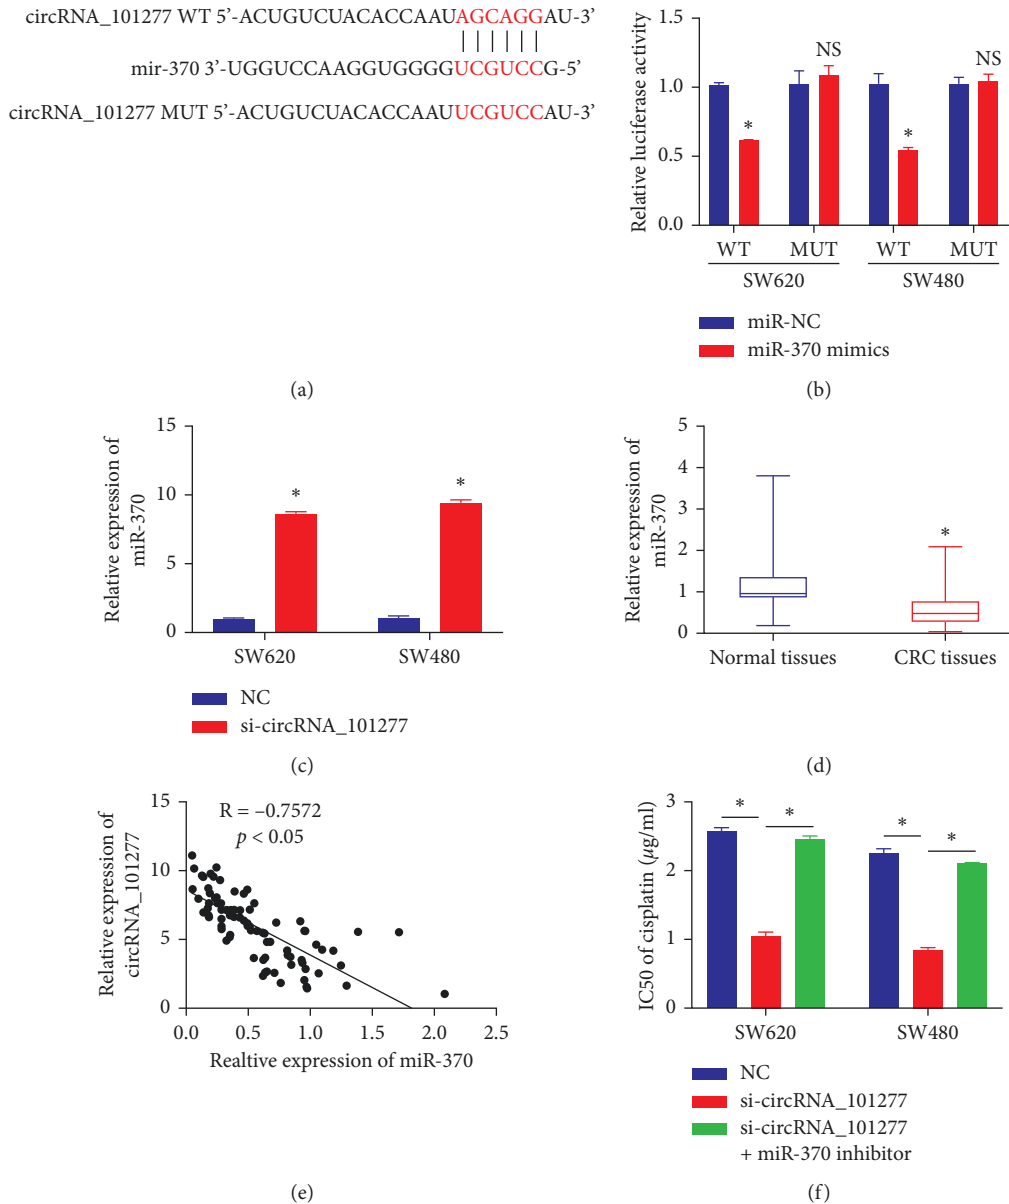 circRNA_101277 WT 5’-ACUGUCUACACCAAUAGCAGGAU-3’
mir-370 3’-UGGUCCAAGGUGGGGUCGUCCG-5’
circRNA_101277 MUT 5’-ACUGUCUACACCAAUUCGUCCAU-3’
(a)
Relative luciferase activity
1.5
1.0
0.5
0.0
*
NS
*
NS
WT
MUT
WT
MUT
SW620
SW480
miR-NC
miR-370 mimics
(b)
Relative expression of
miR-370
15
10
5
0
*
*
SW620
SW480
NC
si-circRNA_101277
(c)
Relative expression of
miR-370
5
4
3
2
1
0
*
Normal tissues
CRC tissues
(d)
Relative expression of
circRNA_101277
15
10
5
0
R = –0.7572
p < 0.05
0.0
0.5
1.0
1.5
2.0
2.5
Realtive expression of miR-370
(e)
IC50 of cisplatin (µg/ml)
3
2
1
0
*
*
*
*
SW620
SW480
NC
si-circRNA_101277
si-circRNA_101277
+ miR-370 inhibitor
(f)